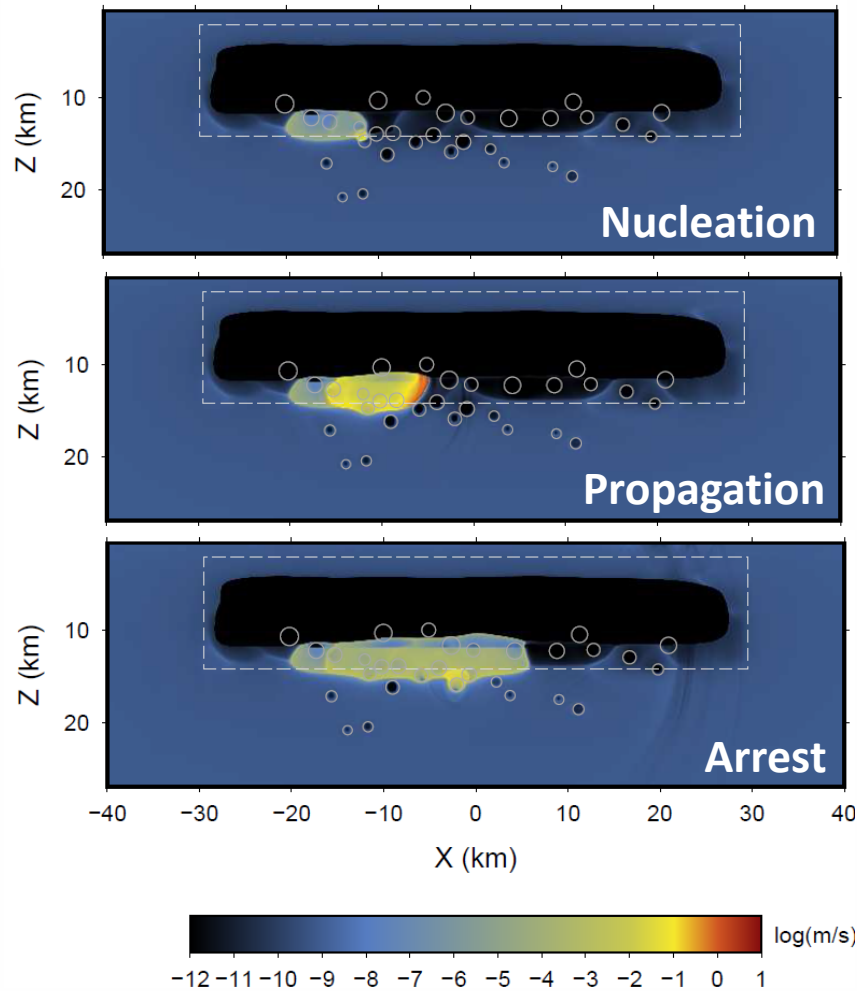 10
20
Z (km)
Nucleation
10
20
Z (km)
Propagation
10
20
Z (km)
Arrest
−40 −30 −20 −10 0 10 20 30 40
X (km)
log(m/s)
−12 −11 −10 −9 −8 −7 −6 −5 −4 −3 −2 −1 0 1